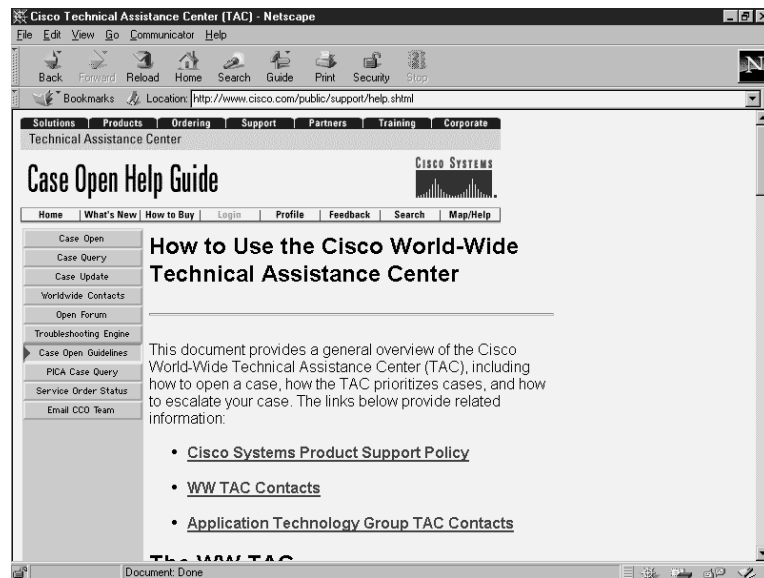 Cisco Technical Assistance Center (TAC) - Netscape
File Edit View Go Communicator Help
Back Forward Reload Home Search Guide Print Security Stop
N
Bookmarks Location: http://www.cisco.com/public/support/help.shtml
Solutions Products Ordering Support Partners Training Corporate
Technical Assistance Center
Case Open Help Guide
CISCO SYSTEMS
Home | What's New | How to Buy | Login | Profile | Feedback | Search | Map/Help
Case Open
Case Query
Case Update
Worldwide Contacts
Open Forum
Troubleshooting Engine
Case Open Guidelines
PICA Case Query
Service Order Status
Email CCO Team
How to Use the Cisco World-Wide
Technical Assistance Center
This document provides a general overview of the Cisco
World-Wide Technical Assistance Center (TAC), including
how to open a case, how the TAC prioritizes cases, and how
to escalate your case. The links below provide related
information:
• Cisco Systems Product Support Policy
• WW TAC Contacts
• Application Technology Group TAC Contacts
The WW TAC
Document: Done